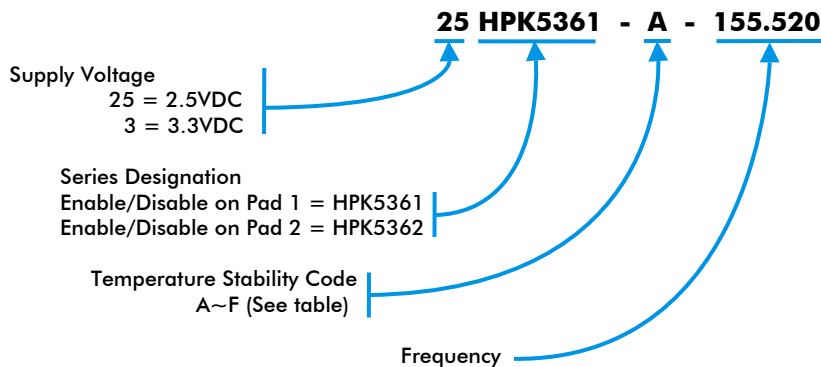 25 HPK5361 - A - 155.520
Supply Voltage
25 = 2.5VDC
3 = 3.3VDC
Series Designation
Enable/Disable on Pad 1 = HPK5361
Enable/Disable on Pad 2 = HPK5362
Temperature Stability Code
A~F (See table)
Frequency